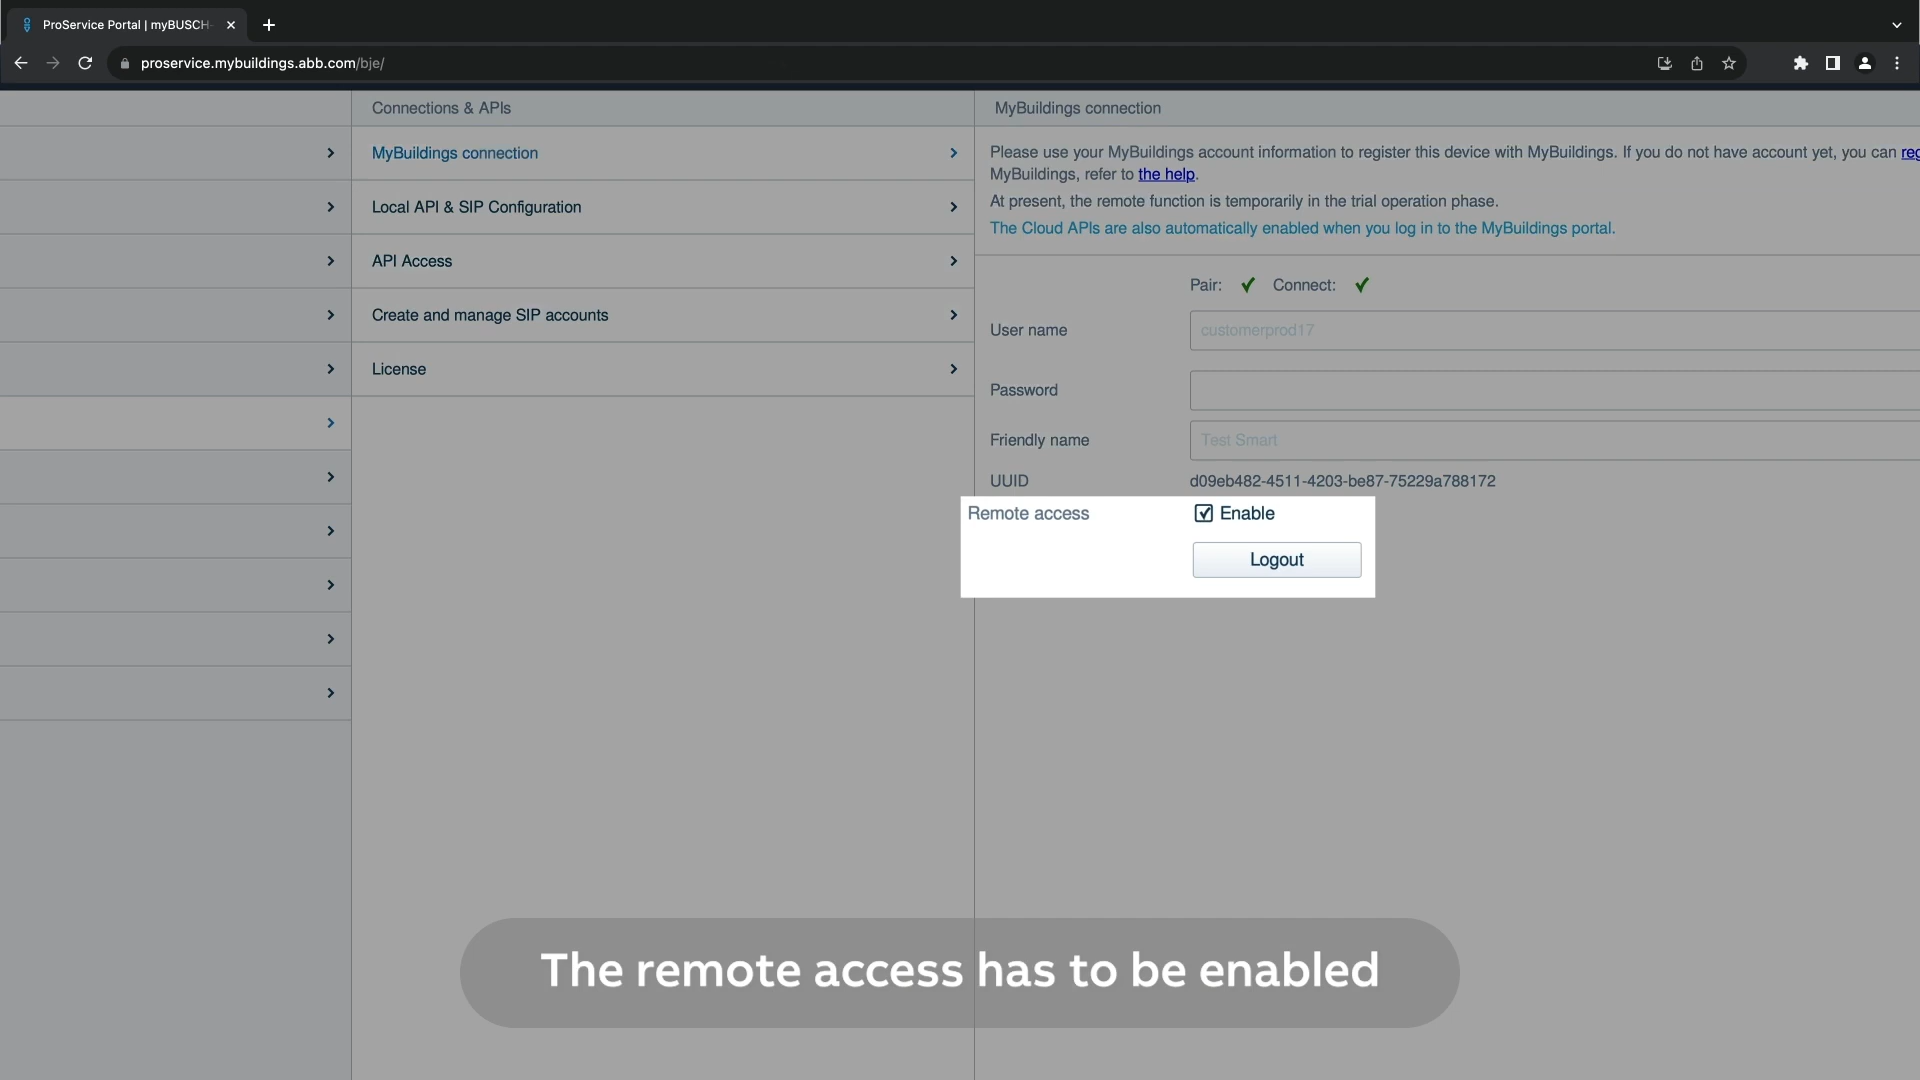 ProService Portal | myBUSCH-
proservice.mybuildings.abb.com/bje/
Connections & APIs
MyBuildings connection
Local API & SIP Configuration
API Access
Create and manage SIP accounts
License
MyBuildings connection
Please use your MyBuildings account information to register this device with MyBuildings. If you do not have account yet, you can reg
MyBuildings, refer to the help.
At present, the remote function is temporarily in the trial operation phase.
The Cloud APIs are also automatically enabled when you log in to the MyBuildings portal.
Pair: Connect:
User name customerprod17
Password
Friendly name Test Smart
UUID d09eb482-4511-4203-be87-75229a788172
Remote access Enable
Logout
The remote access has to be enabled